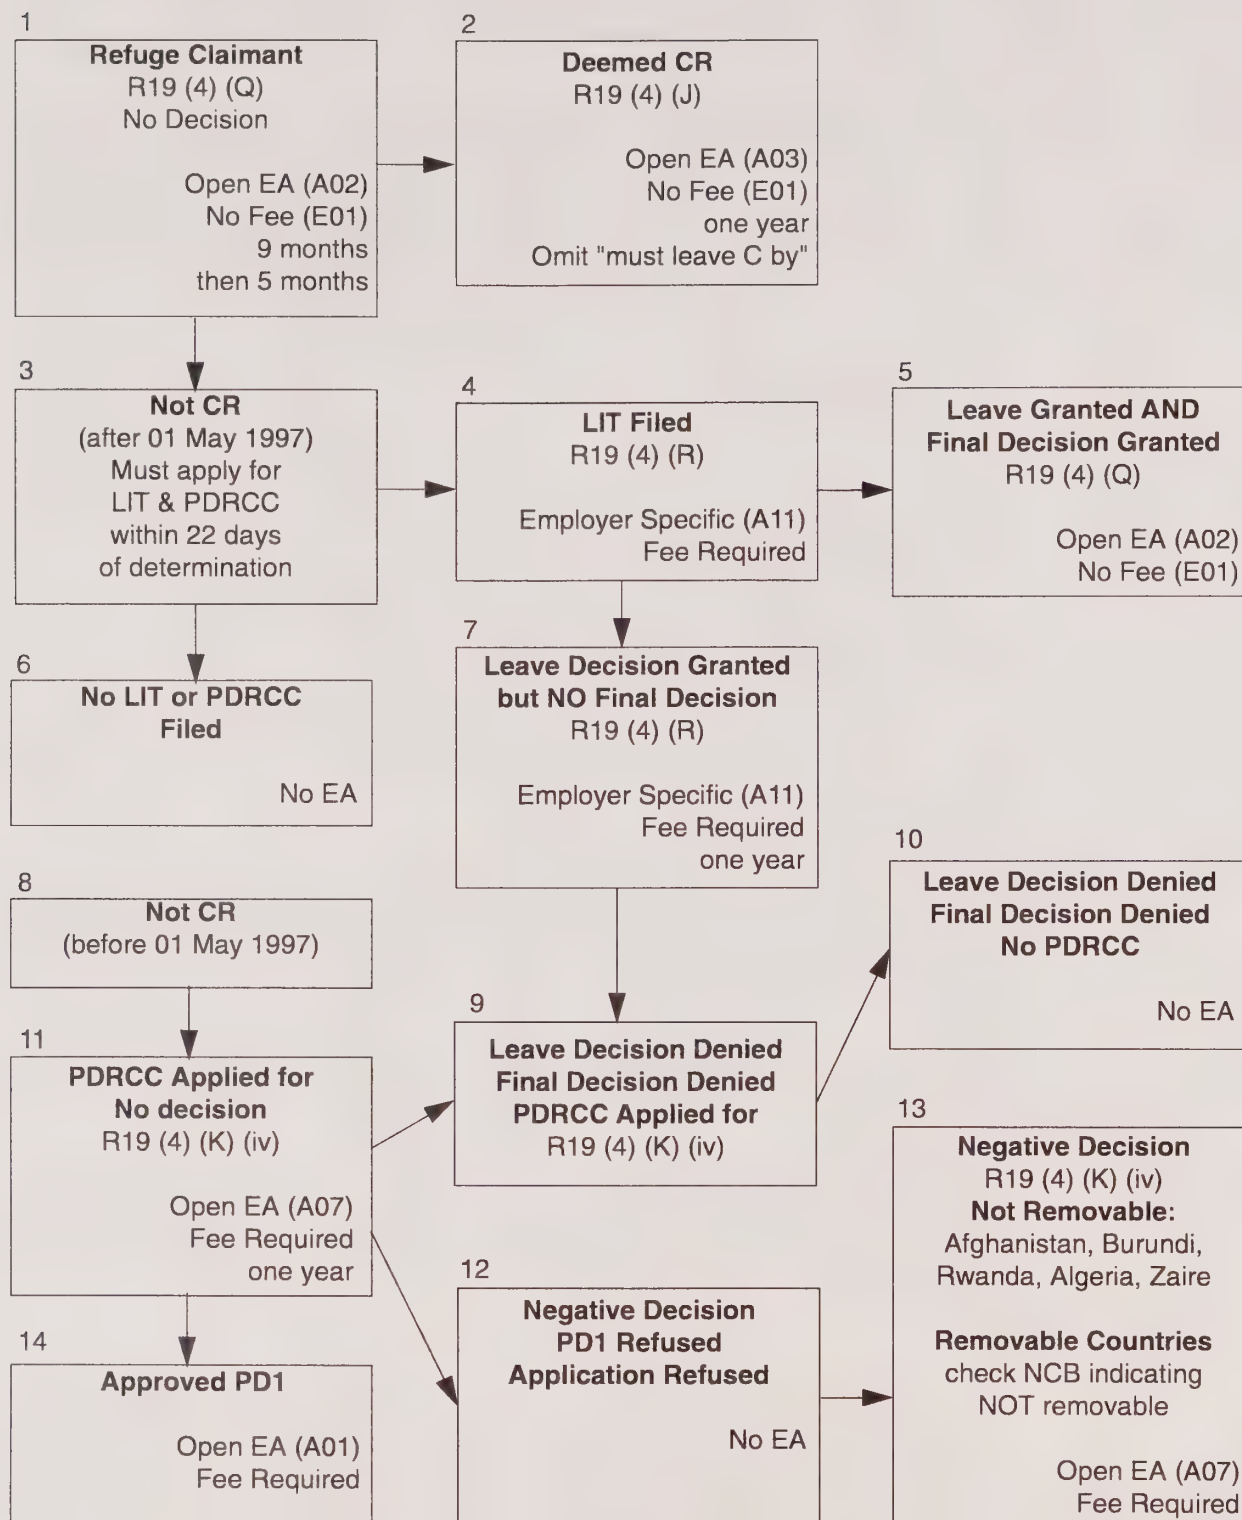 1
Refuge Claimant
R19 (4) (Q)
No Decision
Open EA (A02)
No Fee (E01)
9 months
then 5 months
2
Deemed CR
R19 (4) (J)
Open EA (A03)
No Fee (E01)
one year
Omit "must leave C by"
3
Not CR
(after 01 May 1997)
Must apply for
LIT & PDRCC
within 22 days
of determination
4
LIT Filed
R19 (4) (R)
Employer Specific (A11)
Fee Required
5
Leave Granted AND
Final Decision Granted
R19 (4) (Q)
Open EA (A02)
No Fee (E01)
6
No LIT or PDRCC
Filed
No EA
7
Leave Decision Granted
but NO Final Decision
R19 (4) (R)
Employer Specific (A11)
Fee Required
one year
8
Not CR
(before 01 May 1997)
9
Leave Decision Denied
Final Decision Denied
PDRCC Applied for
R19 (4) (K) (iv)
10
Leave Decision Denied
Final Decision Denied
No PDRCC
No EA
11
PDRCC Applied for
No decision
R19 (4) (K) (iv)
Open EA (A07)
Fee Required
one year
12
Negative Decision
PD1 Refused
Application Refused
No EA
13
Negative Decision
R19 (4) (K) (iv)
Not Removable:
Afghanistan, Burundi,
Rwanda, Algeria, Zaire
Removable Countries
check NCB indicating
NOT removable
Open EA (A07)
Fee Required
14
Approved PD1
Open EA (A01)
Fee Required